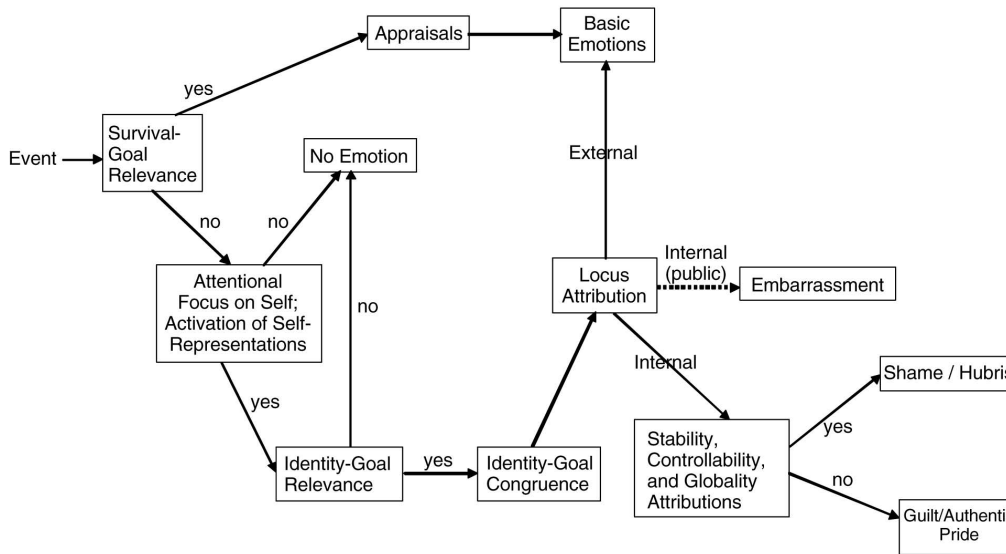 Appraisals
Basic
Emotions
yes
Survival-
Goal
Relevance
Event
No Emotion
External
no
no
Attentional
Focus on Self;
Activation of Self-
Representations
no
Locus
Attribution
Internal
(public)
Embarrassment
Internal
Shame / Hubris
yes
yes
Stability,
Controllability,
and Globality
Attributions
Identity-Goal
Relevance
yes
Identity-Goal
Congruence
no
Guilt/Authenti
Pride